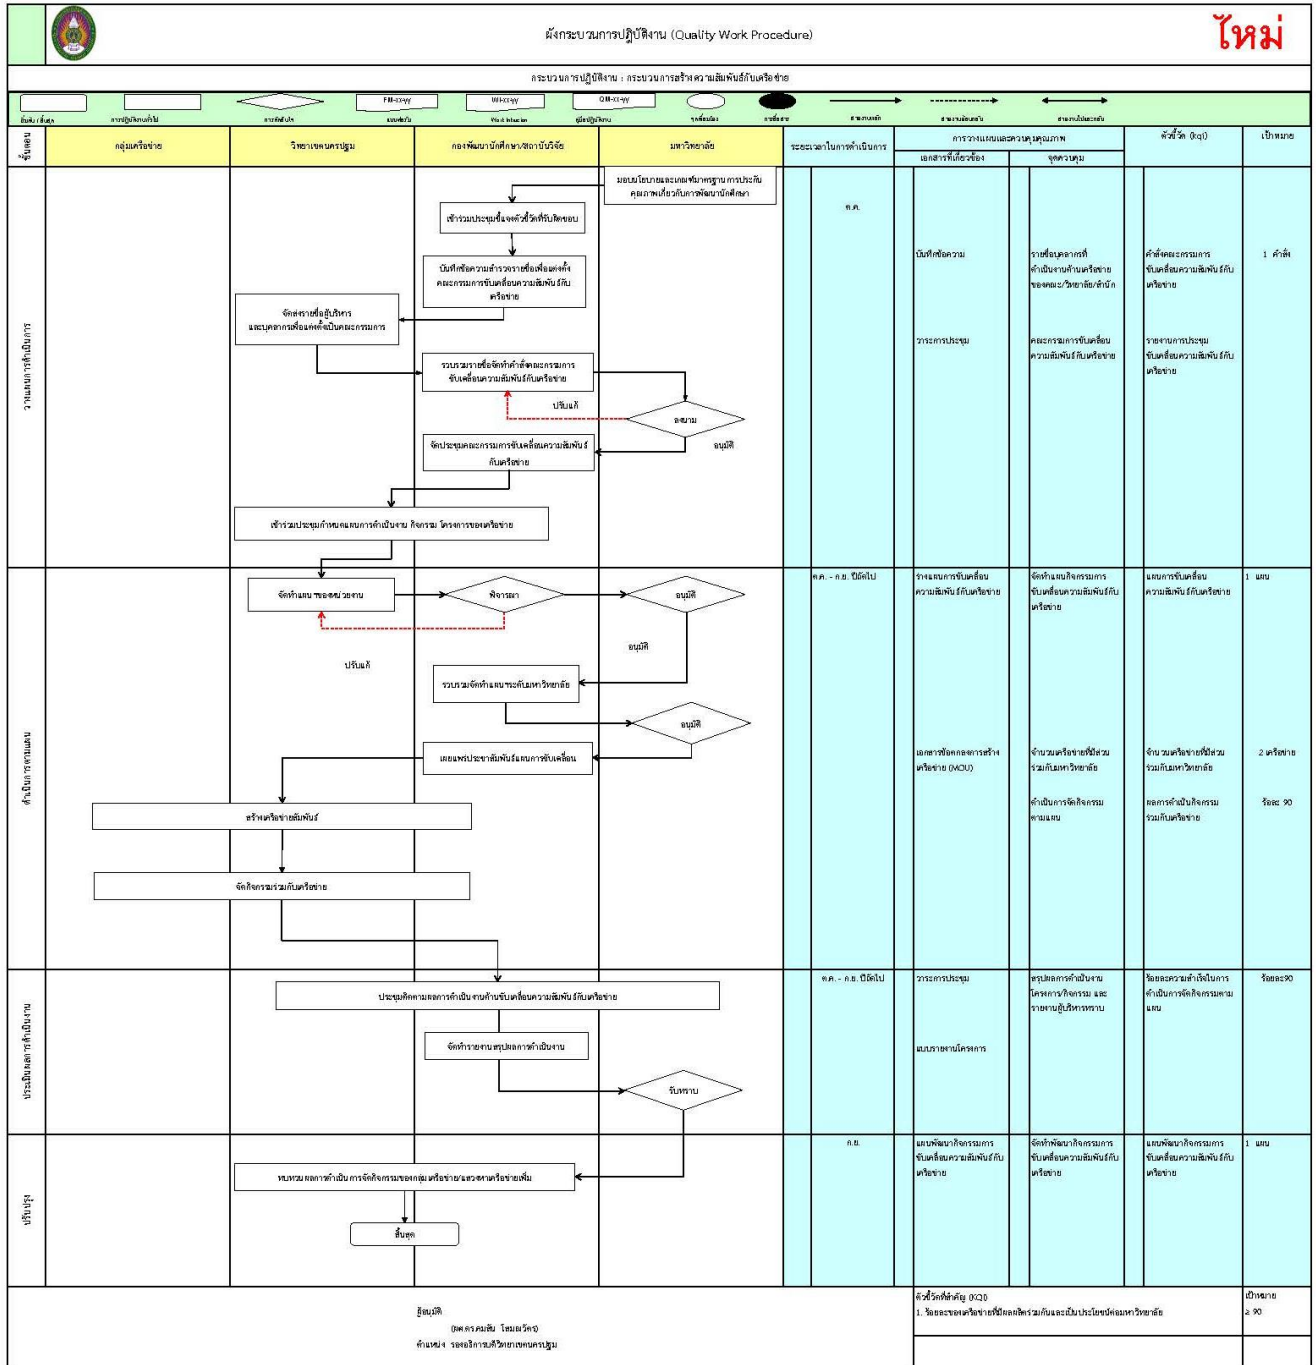 ผังกระบวนการปฏิบัติงาน (Quality Work Procedure)
ใหม่
กระบวนการปฏิบัติงาน : กระบวนการสร้างความสัมพันธ์กับเครือข่าย
FM-xx-yy
WI-xx-yy
QM-xx-yy
การปฏิบัติงานทั่วไป
การตัดสินใจ
ขั้นตอน
กลุ่มเครือข่าย
วิทยาเขตนครปฐม
กองพัฒนานักศึกษา/สถาบันวิจัย
มหาวิทยาลัย
ระยะเวลาในการดำเนินการ
การวางแผนและควบคุมคุณภาพ
เอกสารที่เกี่ยวข้อง
จุดควบคุม
ตัวชี้วัด (kqi)
เป้าหมาย
วางแผนการดำเนินการ
มอบนโยบายและเกณฑ์มาตรฐานการประกัน
คุณภาพเกี่ยวกับการพัฒนานักศึกษา
เข้าร่วมประชุมชี้แจงตัวชี้วัดที่รับผิดชอบ
บันทึกข้อความสำรวจรายชื่อเพื่อแต่งตั้ง
คณะกรรมการขับเคลื่อนความสัมพันธ์กับ
เครือข่าย
จัดส่งรายชื่อผู้บริหาร
และบุคลากรเพื่อแต่งตั้งเป็นคณะกรรมการ
รวบรวมรายชื่อจัดทำคำสั่งคณะกรรมการ
ขับเคลื่อนความสัมพันธ์กับเครือข่าย
ปรับแก้
ลงนาม
อนุมัติ
จัดประชุมคณะกรรมการขับเคลื่อนความสัมพันธ์
กับเครือข่าย
เข้าร่วมประชุมกำหนดแผนการดำเนินงาน กิจกรรม โครงการของเครือข่าย
ต.ค.
บันทึกข้อความ
รายชื่อบุคลากรที่
ดำเนินงานด้านเครือข่าย
ของคณะ/วิทยาลัย/สำนัก
คำสั่งคณะกรรมการ
ขับเคลื่อนความสัมพันธ์กับ
เครือข่าย
1 คำสั่ง
วาระการประชุม
คณะกรรมการขับเคลื่อน
ความสัมพันธ์กับเครือข่าย
รายงานการประชุม
ขับเคลื่อนความสัมพันธ์กับ
เครือข่าย
ดำเนินการตามแผน
จัดทำแผนฯของหน่วยงาน
พิจารณา
อนุมัติ
อนุมัติ
ปรับแก้
รวบรวมจัดทำแผนฯระดับมหาวิทยาลัย
อนุมัติ
เผยแพร่ประชาสัมพันธ์แผนการขับเคลื่อน
สร้างเครือข่ายสัมพันธ์
จัดกิจกรรมร่วมกับเครือข่าย
ต.ค. - ก.ย. ปีถัดไป
ร่างแผนการขับเคลื่อน
ความสัมพันธ์กับเครือข่าย
จัดทำแผนกิจกรรมการ
ขับเคลื่อนความสัมพันธ์กับ
เครือข่าย
แผนการขับเคลื่อน
ความสัมพันธ์กับเครือข่าย
1 แผน
เอกสารข้อตกลงการสร้าง
เครือข่าย (MOU)
จำนวนเครือข่ายที่มีส่วน
ร่วมกับมหาวิทยาลัย
จำนวนเครือข่ายที่มีส่วน
ร่วมกับมหาวิทยาลัย
2 เครือข่าย
ดำเนินการจัดกิจกรรม
ตามแผน
ผลการดำเนินกิจกรรม
ร่วมกับเครือข่าย
ร้อยละ 90
ประเมินผลการดำเนินงาน
ประชุมติดตามผลการดำเนินงานด้านขับเคลื่อนความสัมพันธ์กับเครือข่าย
จัดทำรายงานสรุปผลการดำเนินงาน
รับทราบ
ต.ค. - ก.ย. ปีถัดไป
วาระการประชุม
แบบรายงานโครงการ
สรุปผลการดำเนินงาน
โครงการ/กิจกรรม และ
รายงานผู้บริหารทราบ
ร้อยละความสำเร็จในการ
ดำเนินการจัดกิจกรรมตาม
แผน
ร้อยละ90
ปรับปรุง
ทบทวนผลการดำเนินการจัดกิจกรรมของกลุ่มเครือข่าย/แสวงหาเครือข่ายเพิ่ม
สิ้นสุด
ก.ย.
แผนพัฒนากิจกรรมการ
ขับเคลื่อนความสัมพันธ์กับ
เครือข่าย
จัดทำพัฒนากิจกรรมการ
ขับเคลื่อนความสัมพันธ์กับ
เครือข่าย
แผนพัฒนากิจกรรมการ
ขับเคลื่อนความสัมพันธ์กับ
เครือข่าย
1 แผน
ผู้อนุมัติ
ตำแหน่ง รองอธิการบดีวิทยาเขตนครปฐม
ตัวชี้วัดที่สำคัญ (KQI)
1. ร้อยละของเครือข่ายที่มีผลผลิตร่วมกันและเป็นประโยชน์ต่อมหาวิทยาลัย
เป้าหมาย
≥ 90